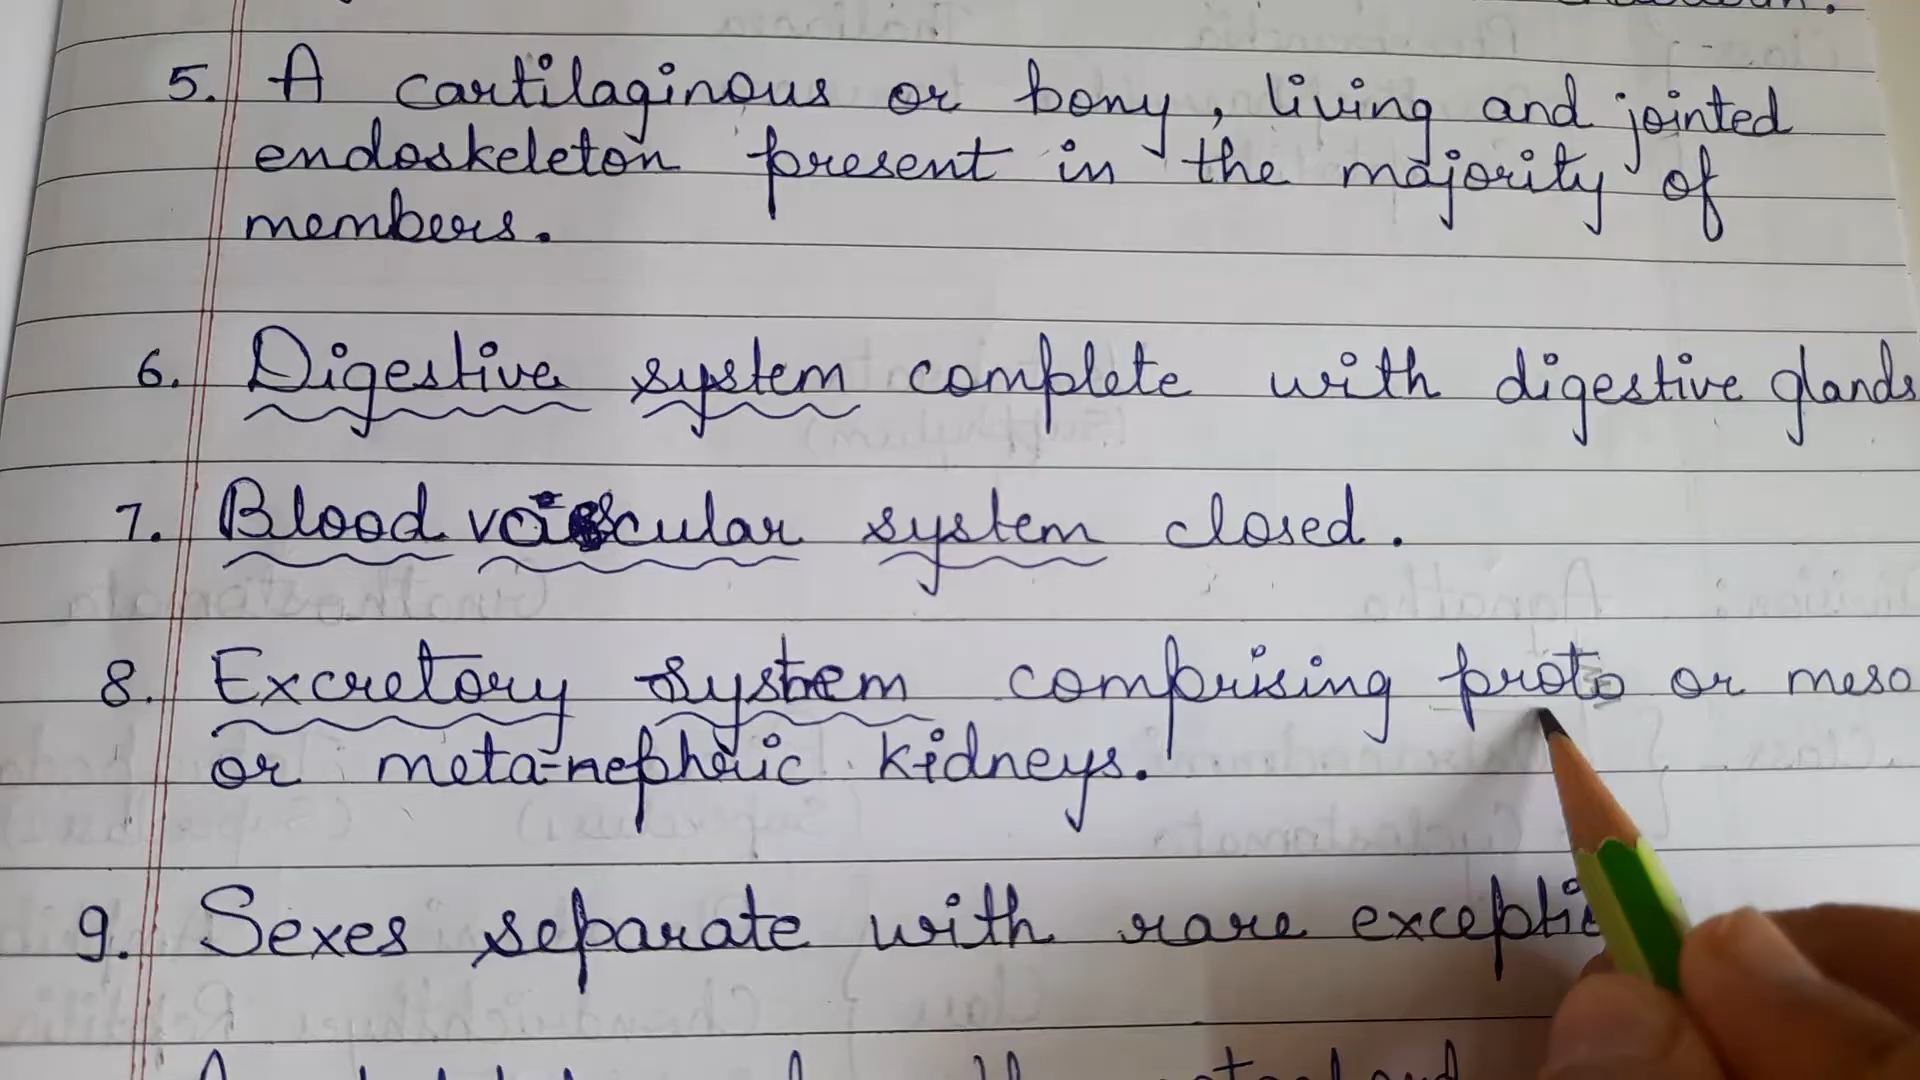 5. A cartilaginous or bony, living and jointed
endoskeleton present in the majority of
members.
6. Digestive system complete with digestive glands
7. Blood vascular system closed.
8. Excretory system comprising proto or meso
or meta-nephric kidneys.
9. Sexes separate with rare